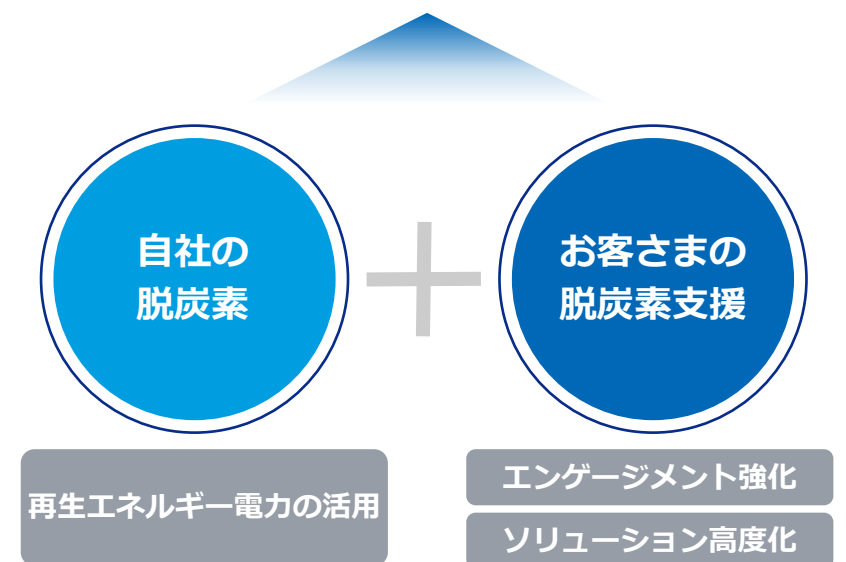 自社の
脱炭素
お客さまの
脱炭素支援
再生エネルギー電力の活用
エンゲージメント強化
ソリューション高度化